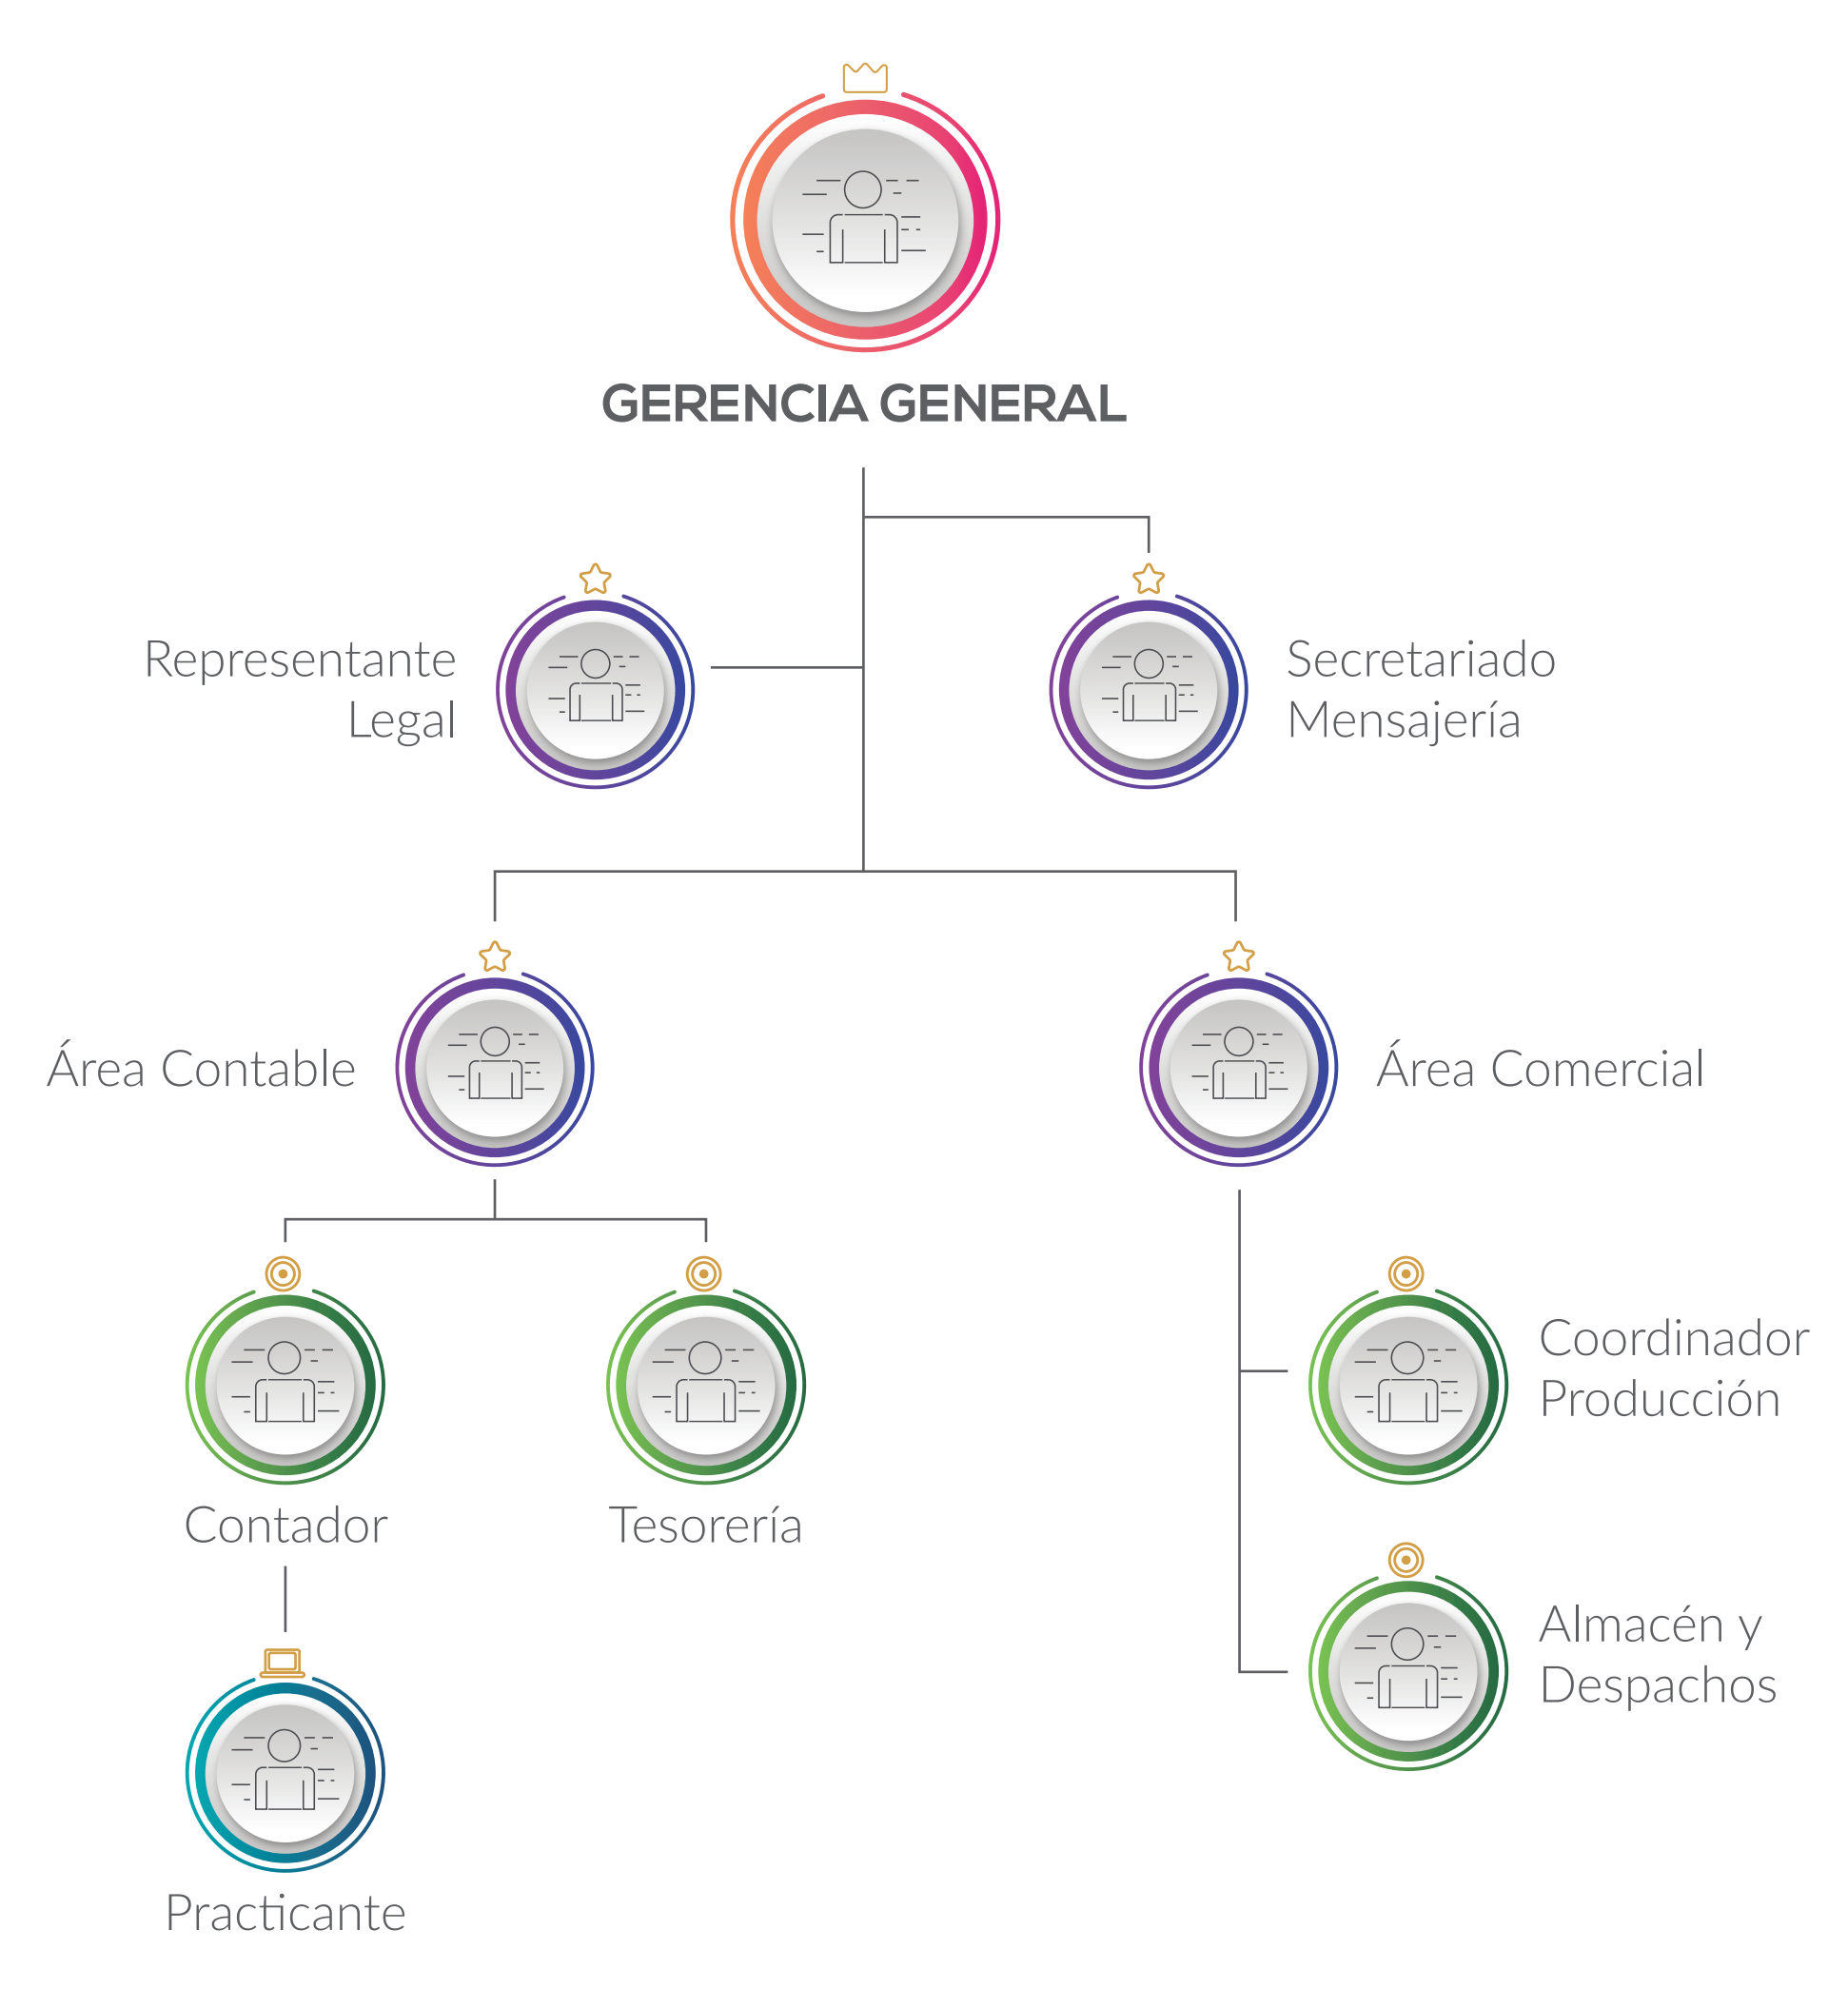 GERENCIA GENERAL
Representante
Legal
Secretariado
Mensajería
Área Contable
Área Comercial
Contador
Tesorería
Coordinador
Producción
Almacén y
Despachos
Practicante